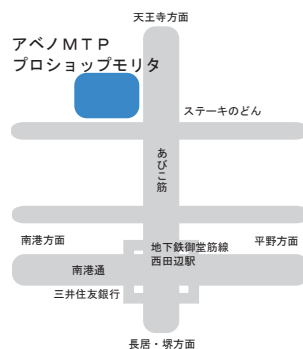 天王寺方面
アベノMTP
プロショップモリタ
ステーキのどん
あびこ筋
南港方面
地下鉄御堂筋線
西田辺駅
平野方面
南港通
三井住友銀行
長居・堺方面